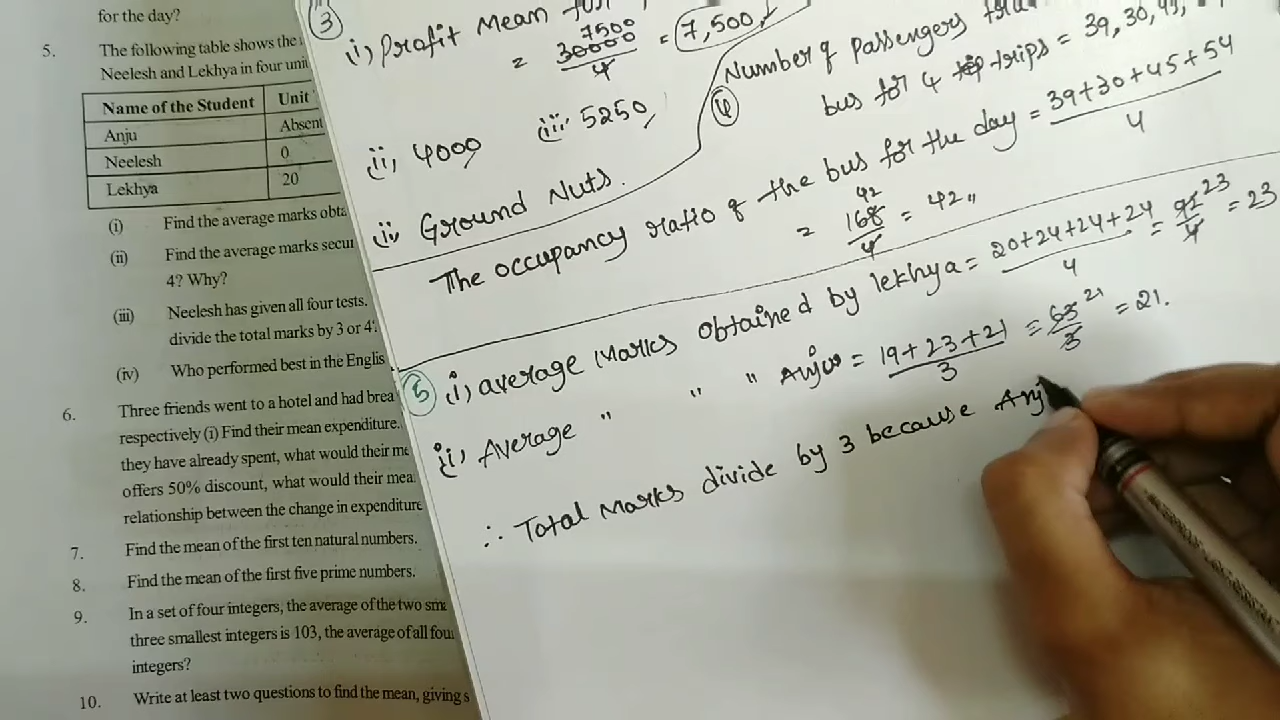 for the day?
5. The following table shows the
Neelesh and Lekhya in four uni
Name of the Student Unit
Anju Absent
Neelesh 0
Lekhya 20
(i) Find the average marks obta
(ii) Find the average marks secur
4? Why?
(iii) Neelesh has given all four tests.
divide the total marks by 3 or 4?
(iv) Who performed best in the Englis
6. Three friends went to a hotel and had brea
respectively (i) Find their mean expenditure.
they have already spent, what would their me
offers 50% discount, what would their mea
relationship between the change in expenditure
7. Find the mean of the first ten natural numbers.
8. Find the mean of the first five prime numbers.
9. In a set of four integers, the average of the two sma
three smallest integers is 103, the average of all four
integers?
10. Write at least two questions to find the mean, giving s
3
(i) Profit Mean
= 30000/4 7500 = 7,500
(ii) 4000 (iii) 5250
(iv) Ground Nuts.
4 Number of passengers
bus for 4 trips = 39, 30, 45,
The occupancy ratio of the bus for the day = 39+30+45+54/4
= 168/4 42 = 42
5 (i) average Marks obtained by lekhya = 20+24+24+24/4 = 92/4 23 = 23
(ii) Average " " " Anju = 19+23+21/3 = 63/3 21 = 21.
∴ Total Marks divide by 3 because Anj